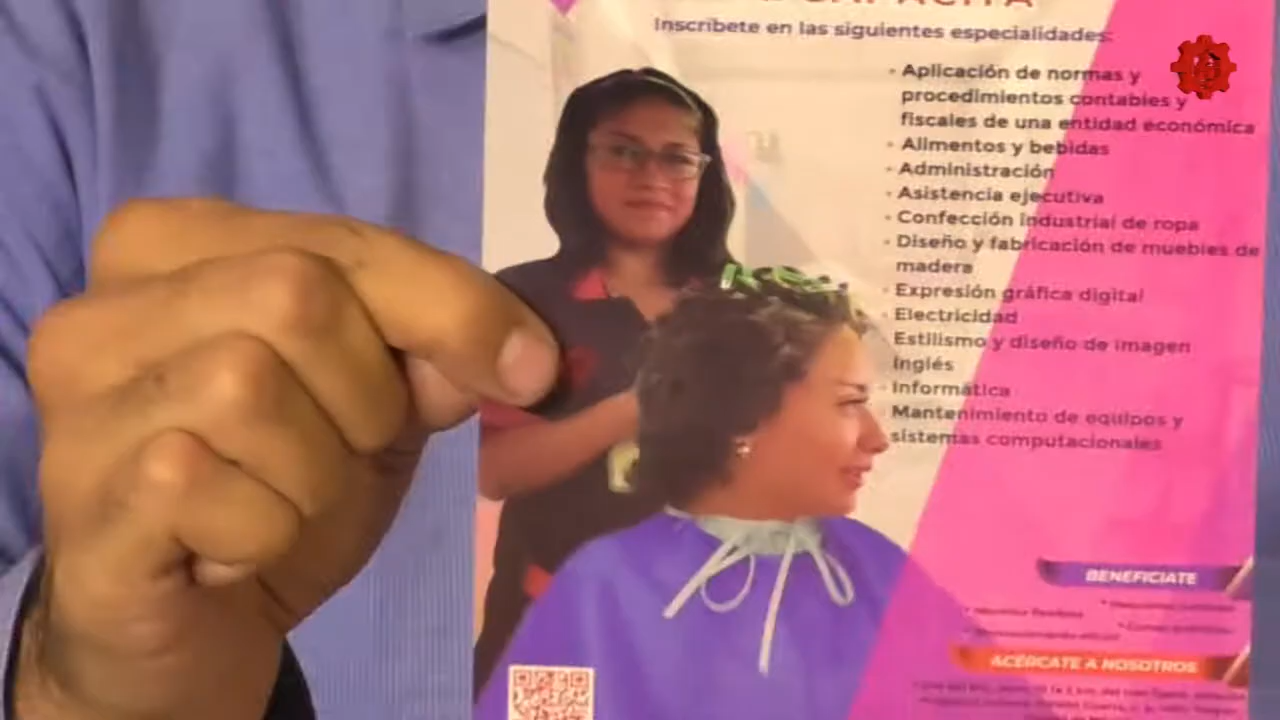 CAPACITA
Inscríbete en las siguientes especialidades:
• Aplicación de normas y
procedimientos contables y
fiscales de una entidad económica
• Alimentos y bebidas
• Administración
• Asistencia ejecutiva
• Confección industrial de ropa
• Diseño y fabricación de muebles de
madera
• Expresión gráfica digital
• Electricidad
Estilismo y diseño de imagen
Inglés
• Informática
• Mantenimiento de equipos y
sistemas computacionales
BENEFÍCIATE
ACÉRCATE A NOSOTROS